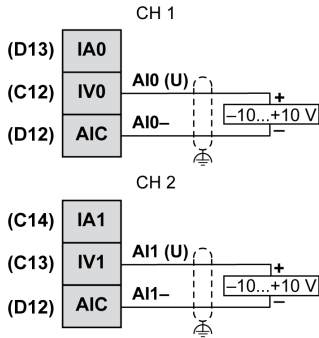 CH 1
(D13) IA0
(C12) IV0 AI0 (U) +
–10...+10 V
(D12) AIC AI0– –
CH 2
(C14) IA1
(C13) IV1 AI1 (U) +
–10...+10 V
(D12) AIC AI1– –